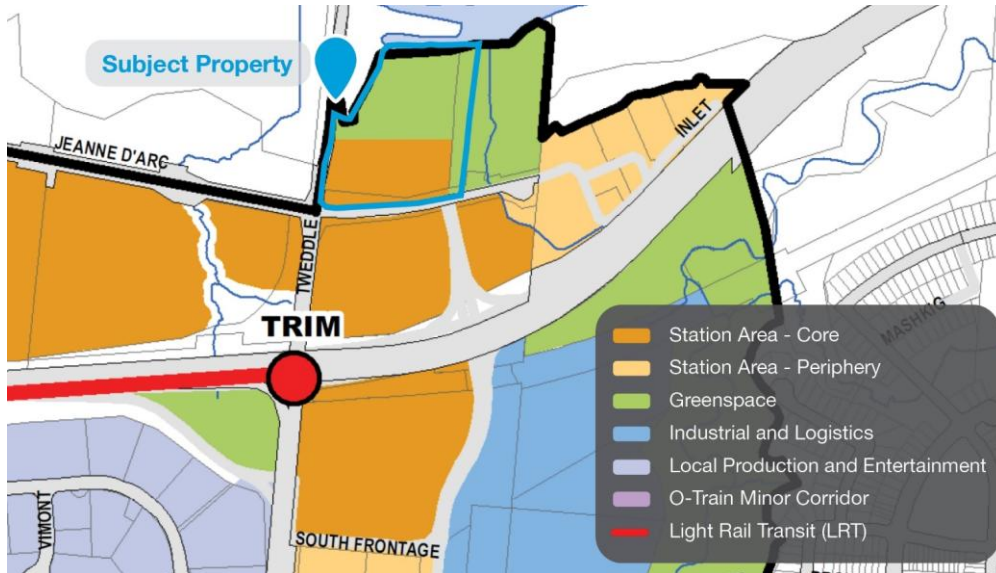 Subject Property
JEANNE D'ARC
TWEDDLE
INLET
TRIM
MASHKIG
VIMONT
SOUTH FRONTAGE
Station Area - Core
Station Area - Periphery
Greenspace
Industrial and Logistics
Local Production and Entertainment
O-Train Minor Corridor
Light Rail Transit (LRT)